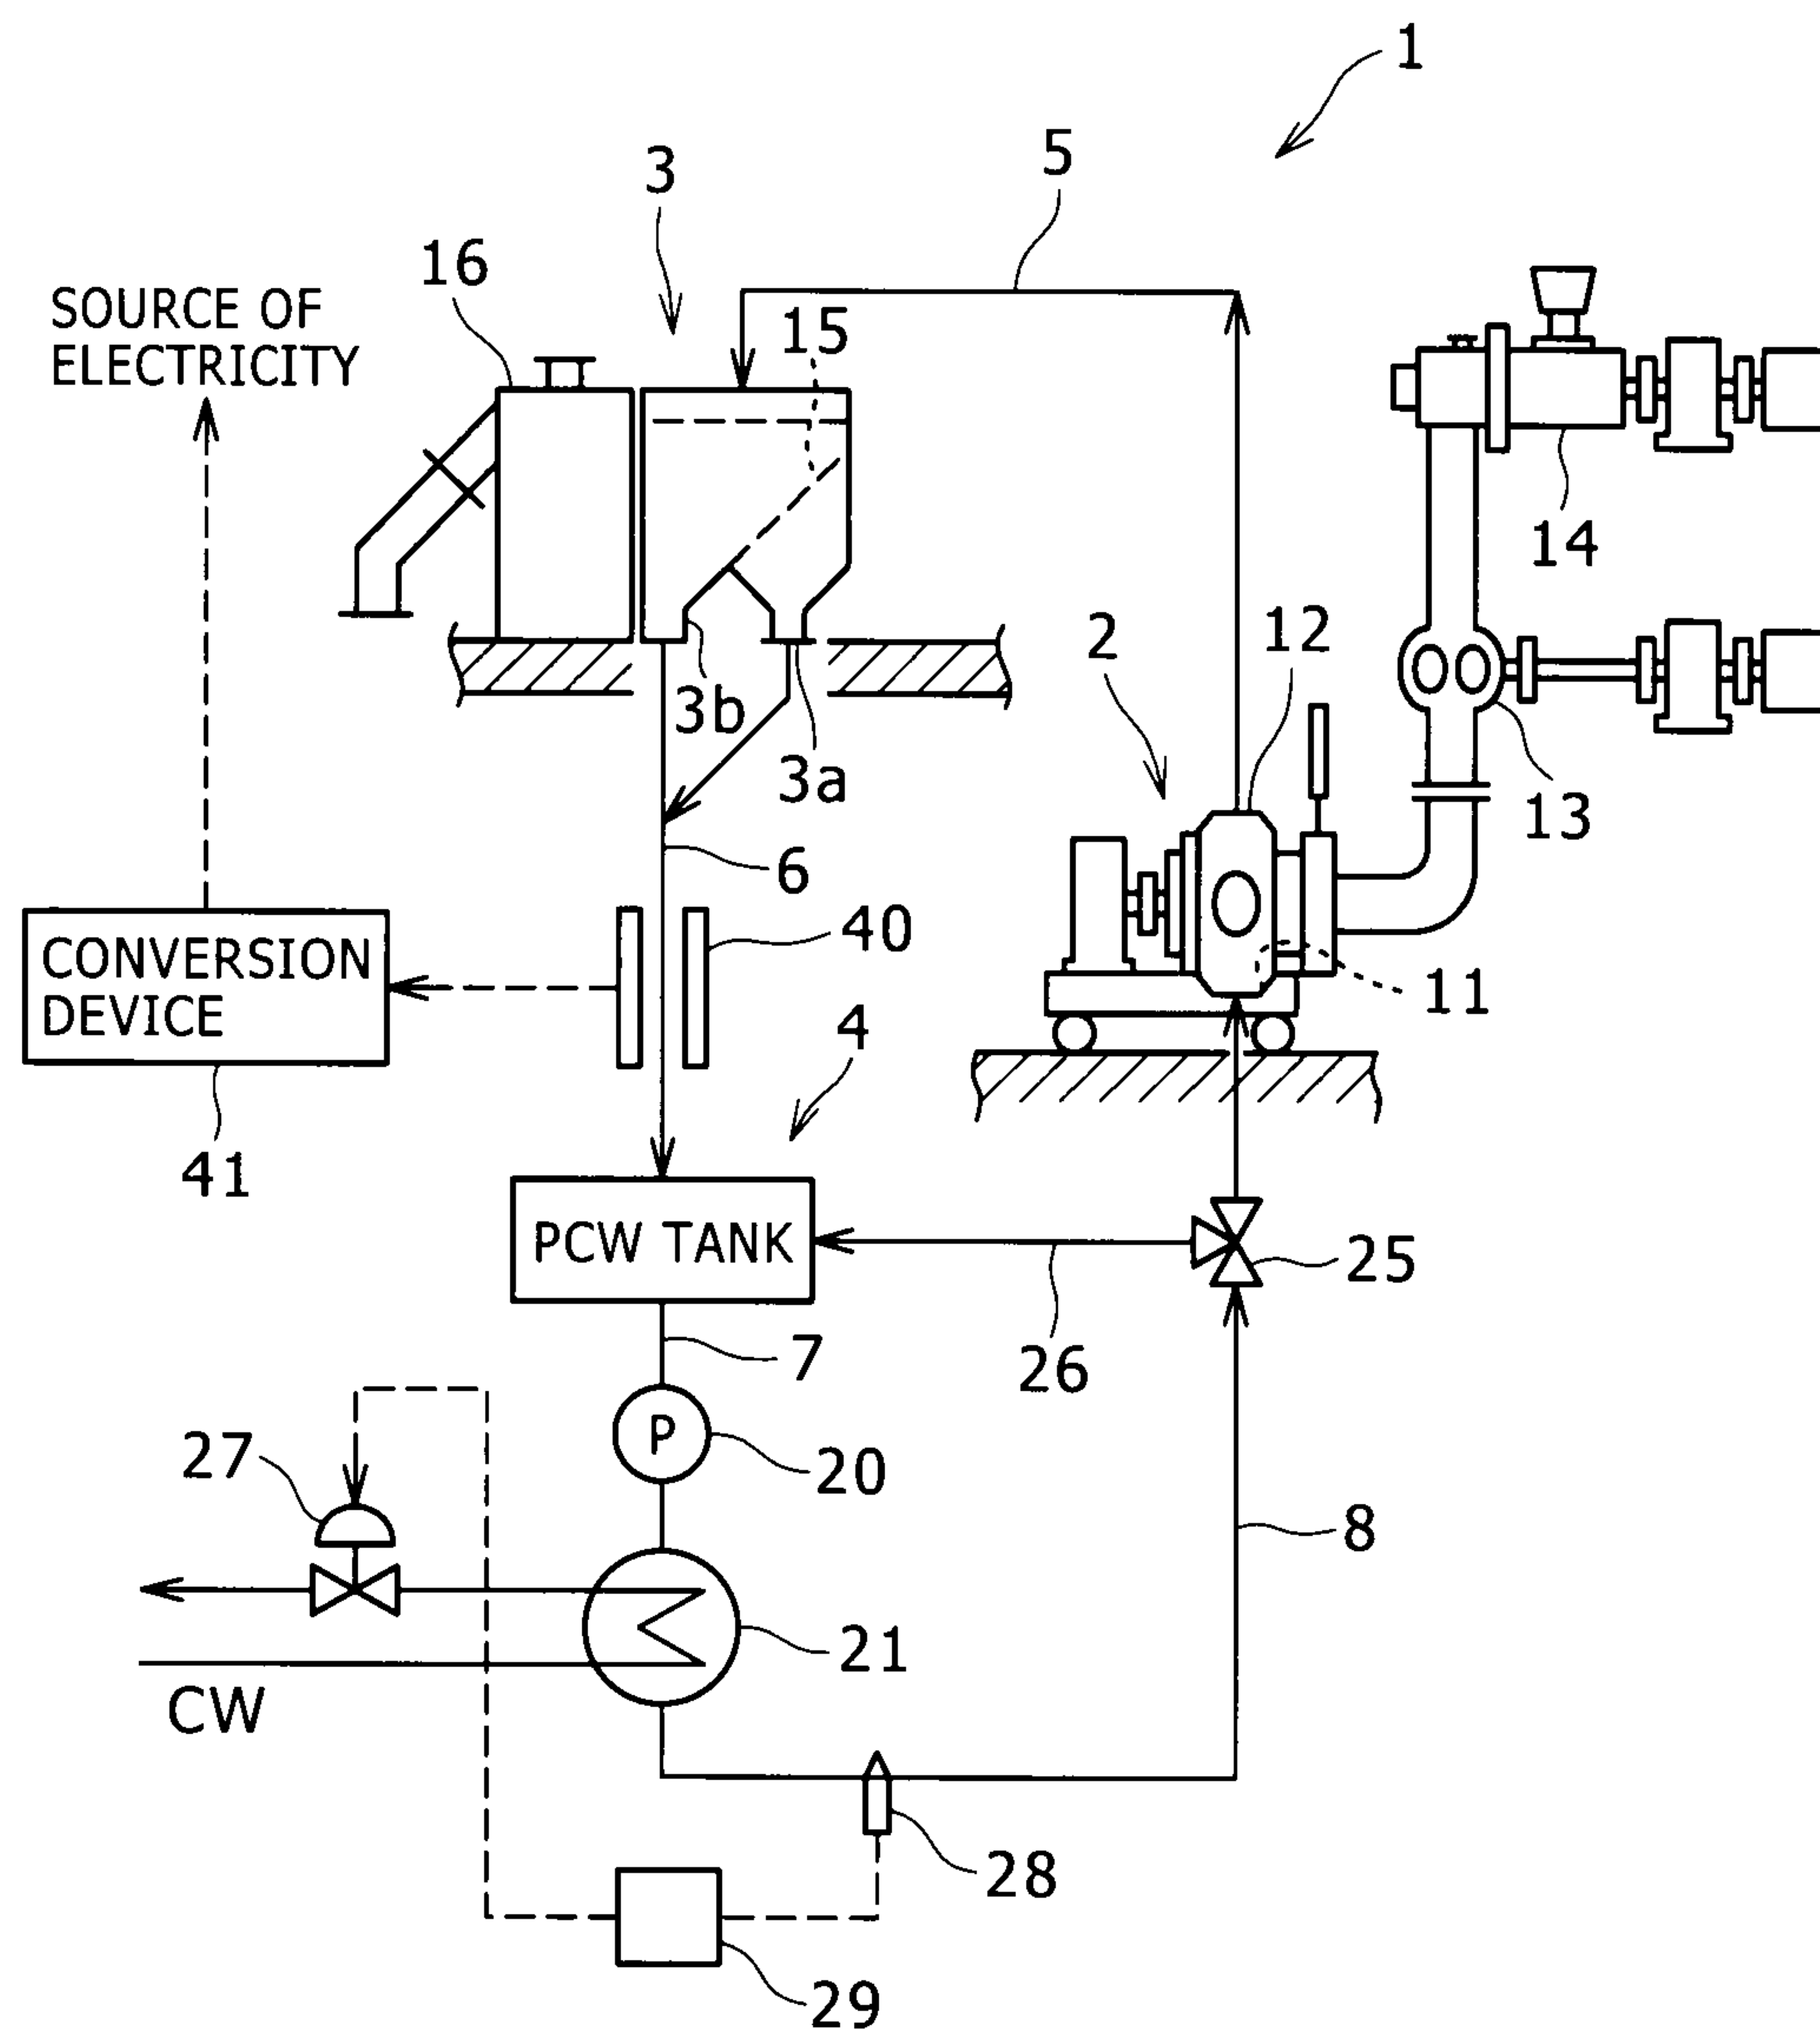 1
5
3
16
SOURCE OF
ELECTRICITY
15
14
2
12
3b
3a
13
6
40
CONVERSION
DEVICE
11
4
41
PCW TANK
25
7
26
27
P
20
8
21
CW
28
29